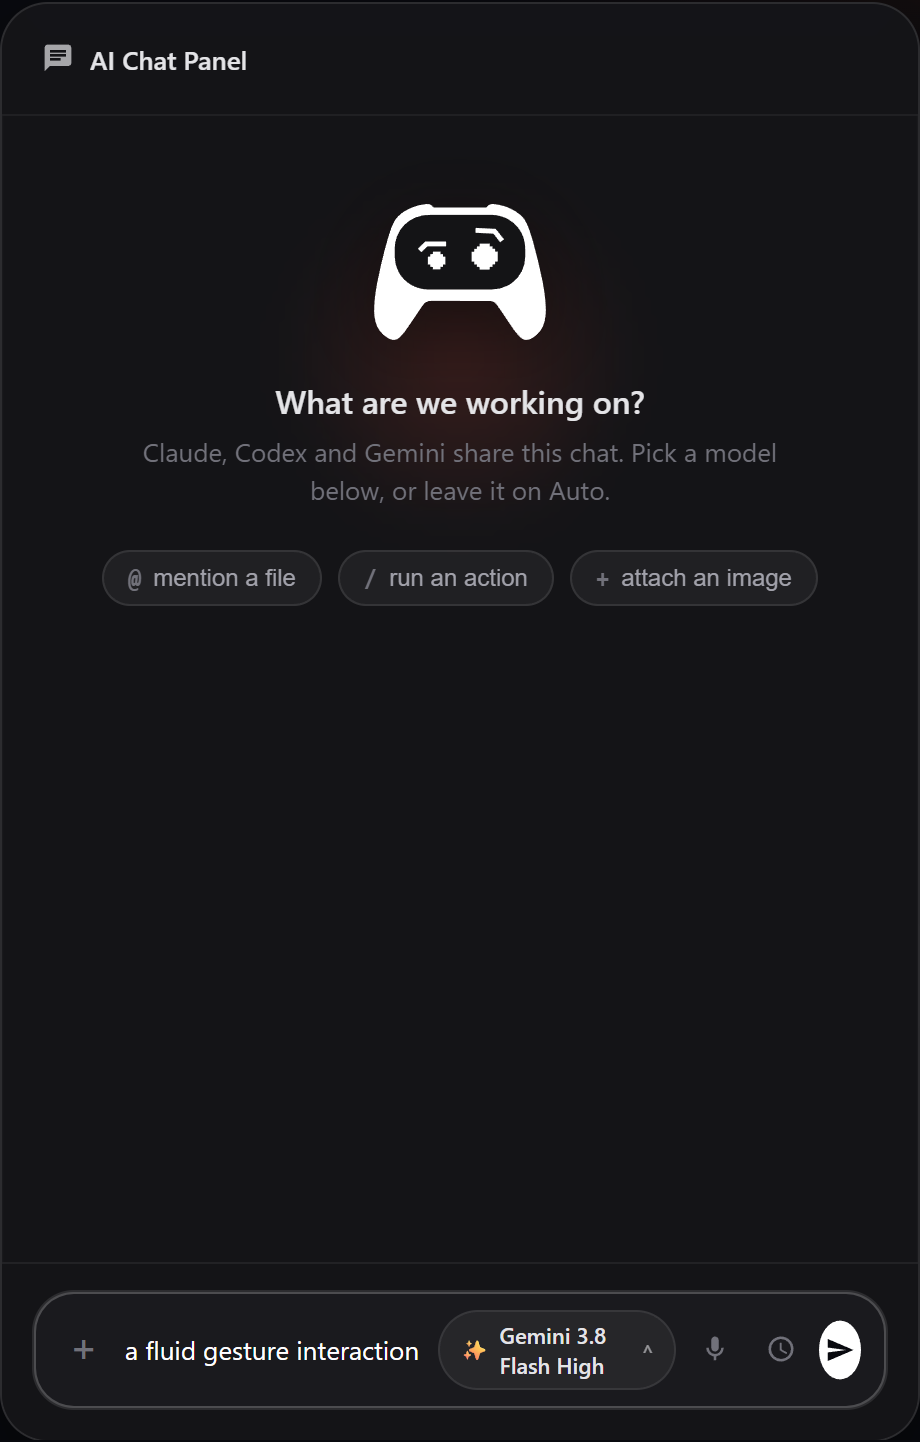 AI Chat Panel
What are we working on?
Claude, Codex and Gemini share this chat. Pick a model
below, or leave it on Auto.
@ mention a file
/ run an action
+ attach an image
+ a fluid gesture interaction
Gemini 3.8
Flash High
^